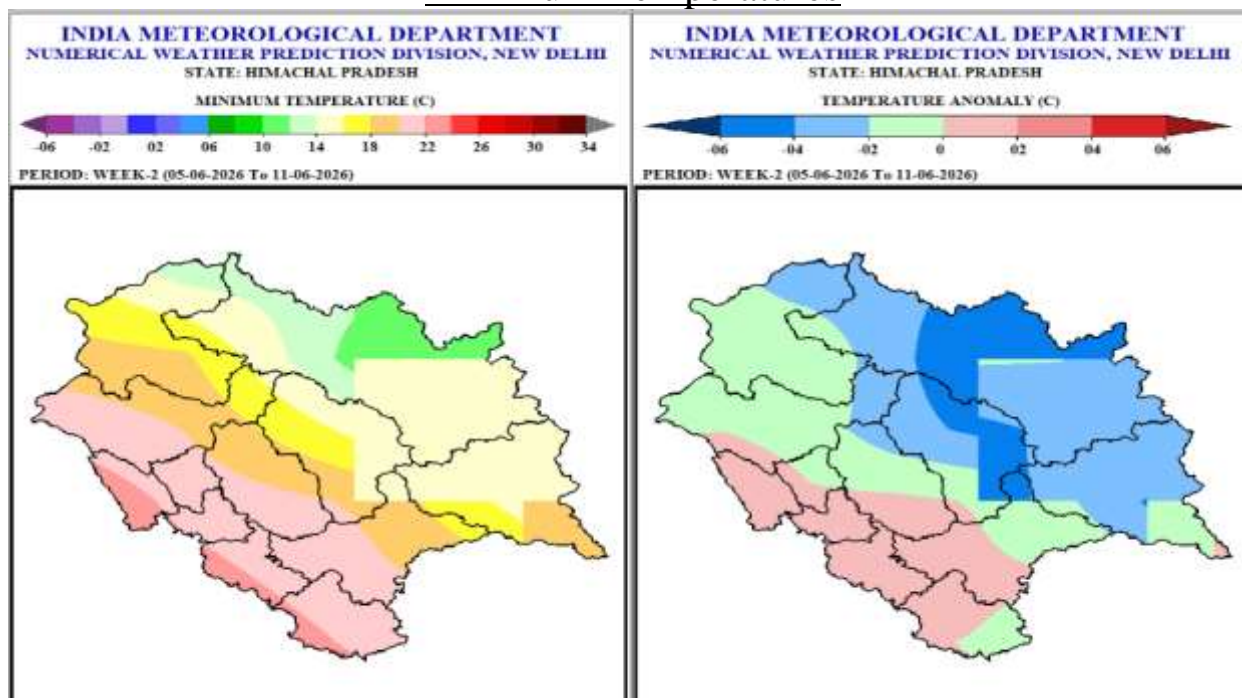 INDIA METEOROLOGICAL DEPARTMENT
NUMERICAL WEATHER PREDICTION DIVISION, NEW DELHI
STATE: HIMACHAL PRADESH
MINIMUM TEMPERATURE (C)
-06 -02 02 06 10 14 18 22 26 30 34
PERIOD: WEEK-2 (05-06-2026 To 11-06-2026)
INDIA METEOROLOGICAL DEPARTMENT
NUMERICAL WEATHER PREDICTION DIVISION, NEW DELHI
STATE: HIMACHAL PRADESH
TEMPERATURE ANOMALY (C)
-06 -04 -02 0 02 04 06
PERIOD: WEEK-2 (05-06-2026 To 11-06-2026)